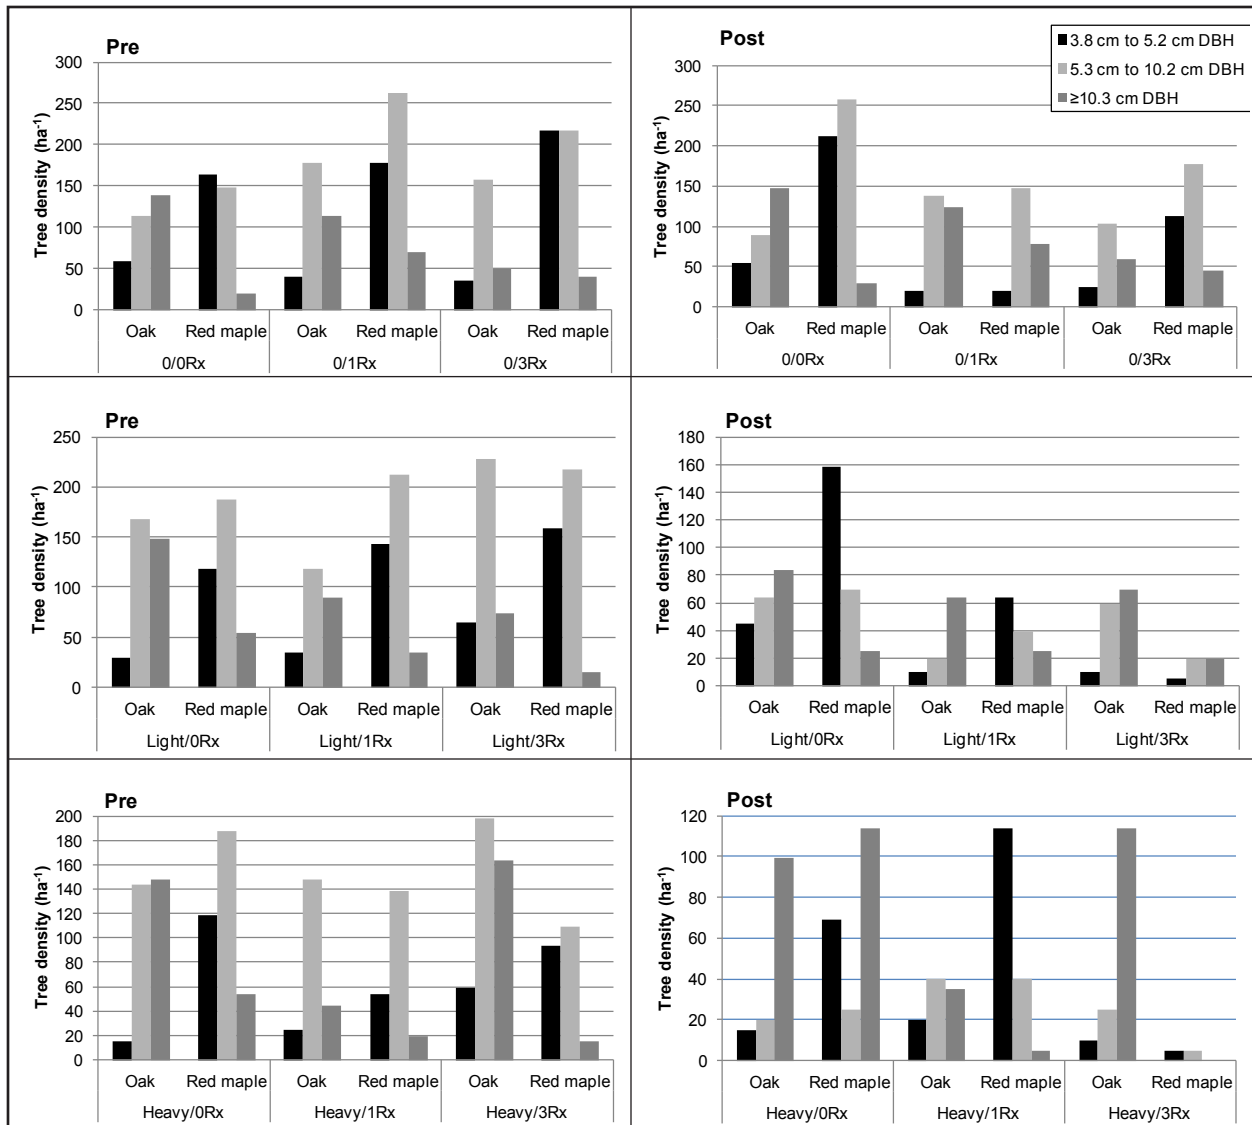 Pre
Tree density (ha-1)
300
250
200
150
100
50
0
Oak Red maple Oak Red maple Oak Red maple
0/0Rx 0/1Rx 0/3Rx
Post
3.8 cm to 5.2 cm DBH
5.3 cm to 10.2 cm DBH
≥10.3 cm DBH
Tree density (ha-1)
300
250
200
150
100
50
0
Oak Red maple Oak Red maple Oak Red maple
0/0Rx 0/1Rx 0/3Rx
Pre
Tree density (ha-1)
250
200
150
100
50
0
Oak Red maple Oak Red maple Oak Red maple
Light/0Rx Light/1Rx Light/3Rx
Post
Tree density (ha-1)
180
160
140
120
100
80
60
40
20
0
Oak Red maple Oak Red maple Oak Red maple
Light/0Rx Light/1Rx Light/3Rx
Pre
Tree density (ha-1)
200
180
160
140
120
100
80
60
40
20
0
Oak Red maple Oak Red maple Oak Red maple
Heavy/0Rx Heavy/1Rx Heavy/3Rx
Post
Tree density (ha-1)
120
100
80
60
40
20
0
Oak Red maple Oak Red maple Oak Red maple
Heavy/0Rx Heavy/1Rx Heavy/3Rx